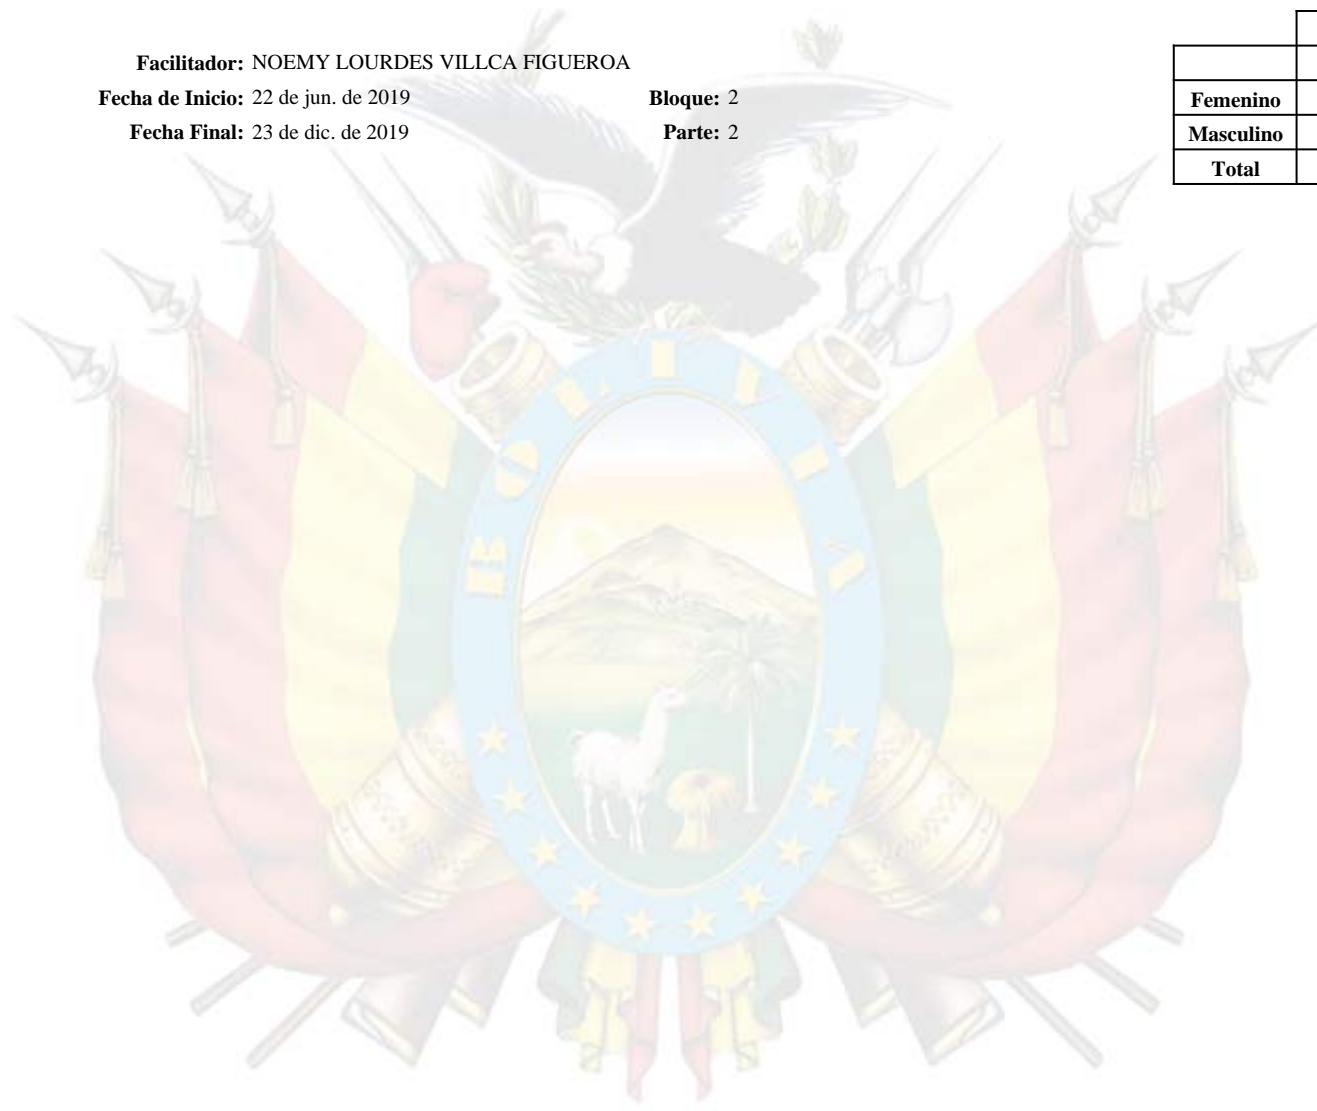 Facilitador: NOEMY LOURDES VILLCA FIGUEROA
Fecha de Inicio: 22 de jun. de 2019 Bloque: 2
Fecha Final: 23 de dic. de 2019 Parte: 2
Femenino
Masculino
Total
BOLIVIA